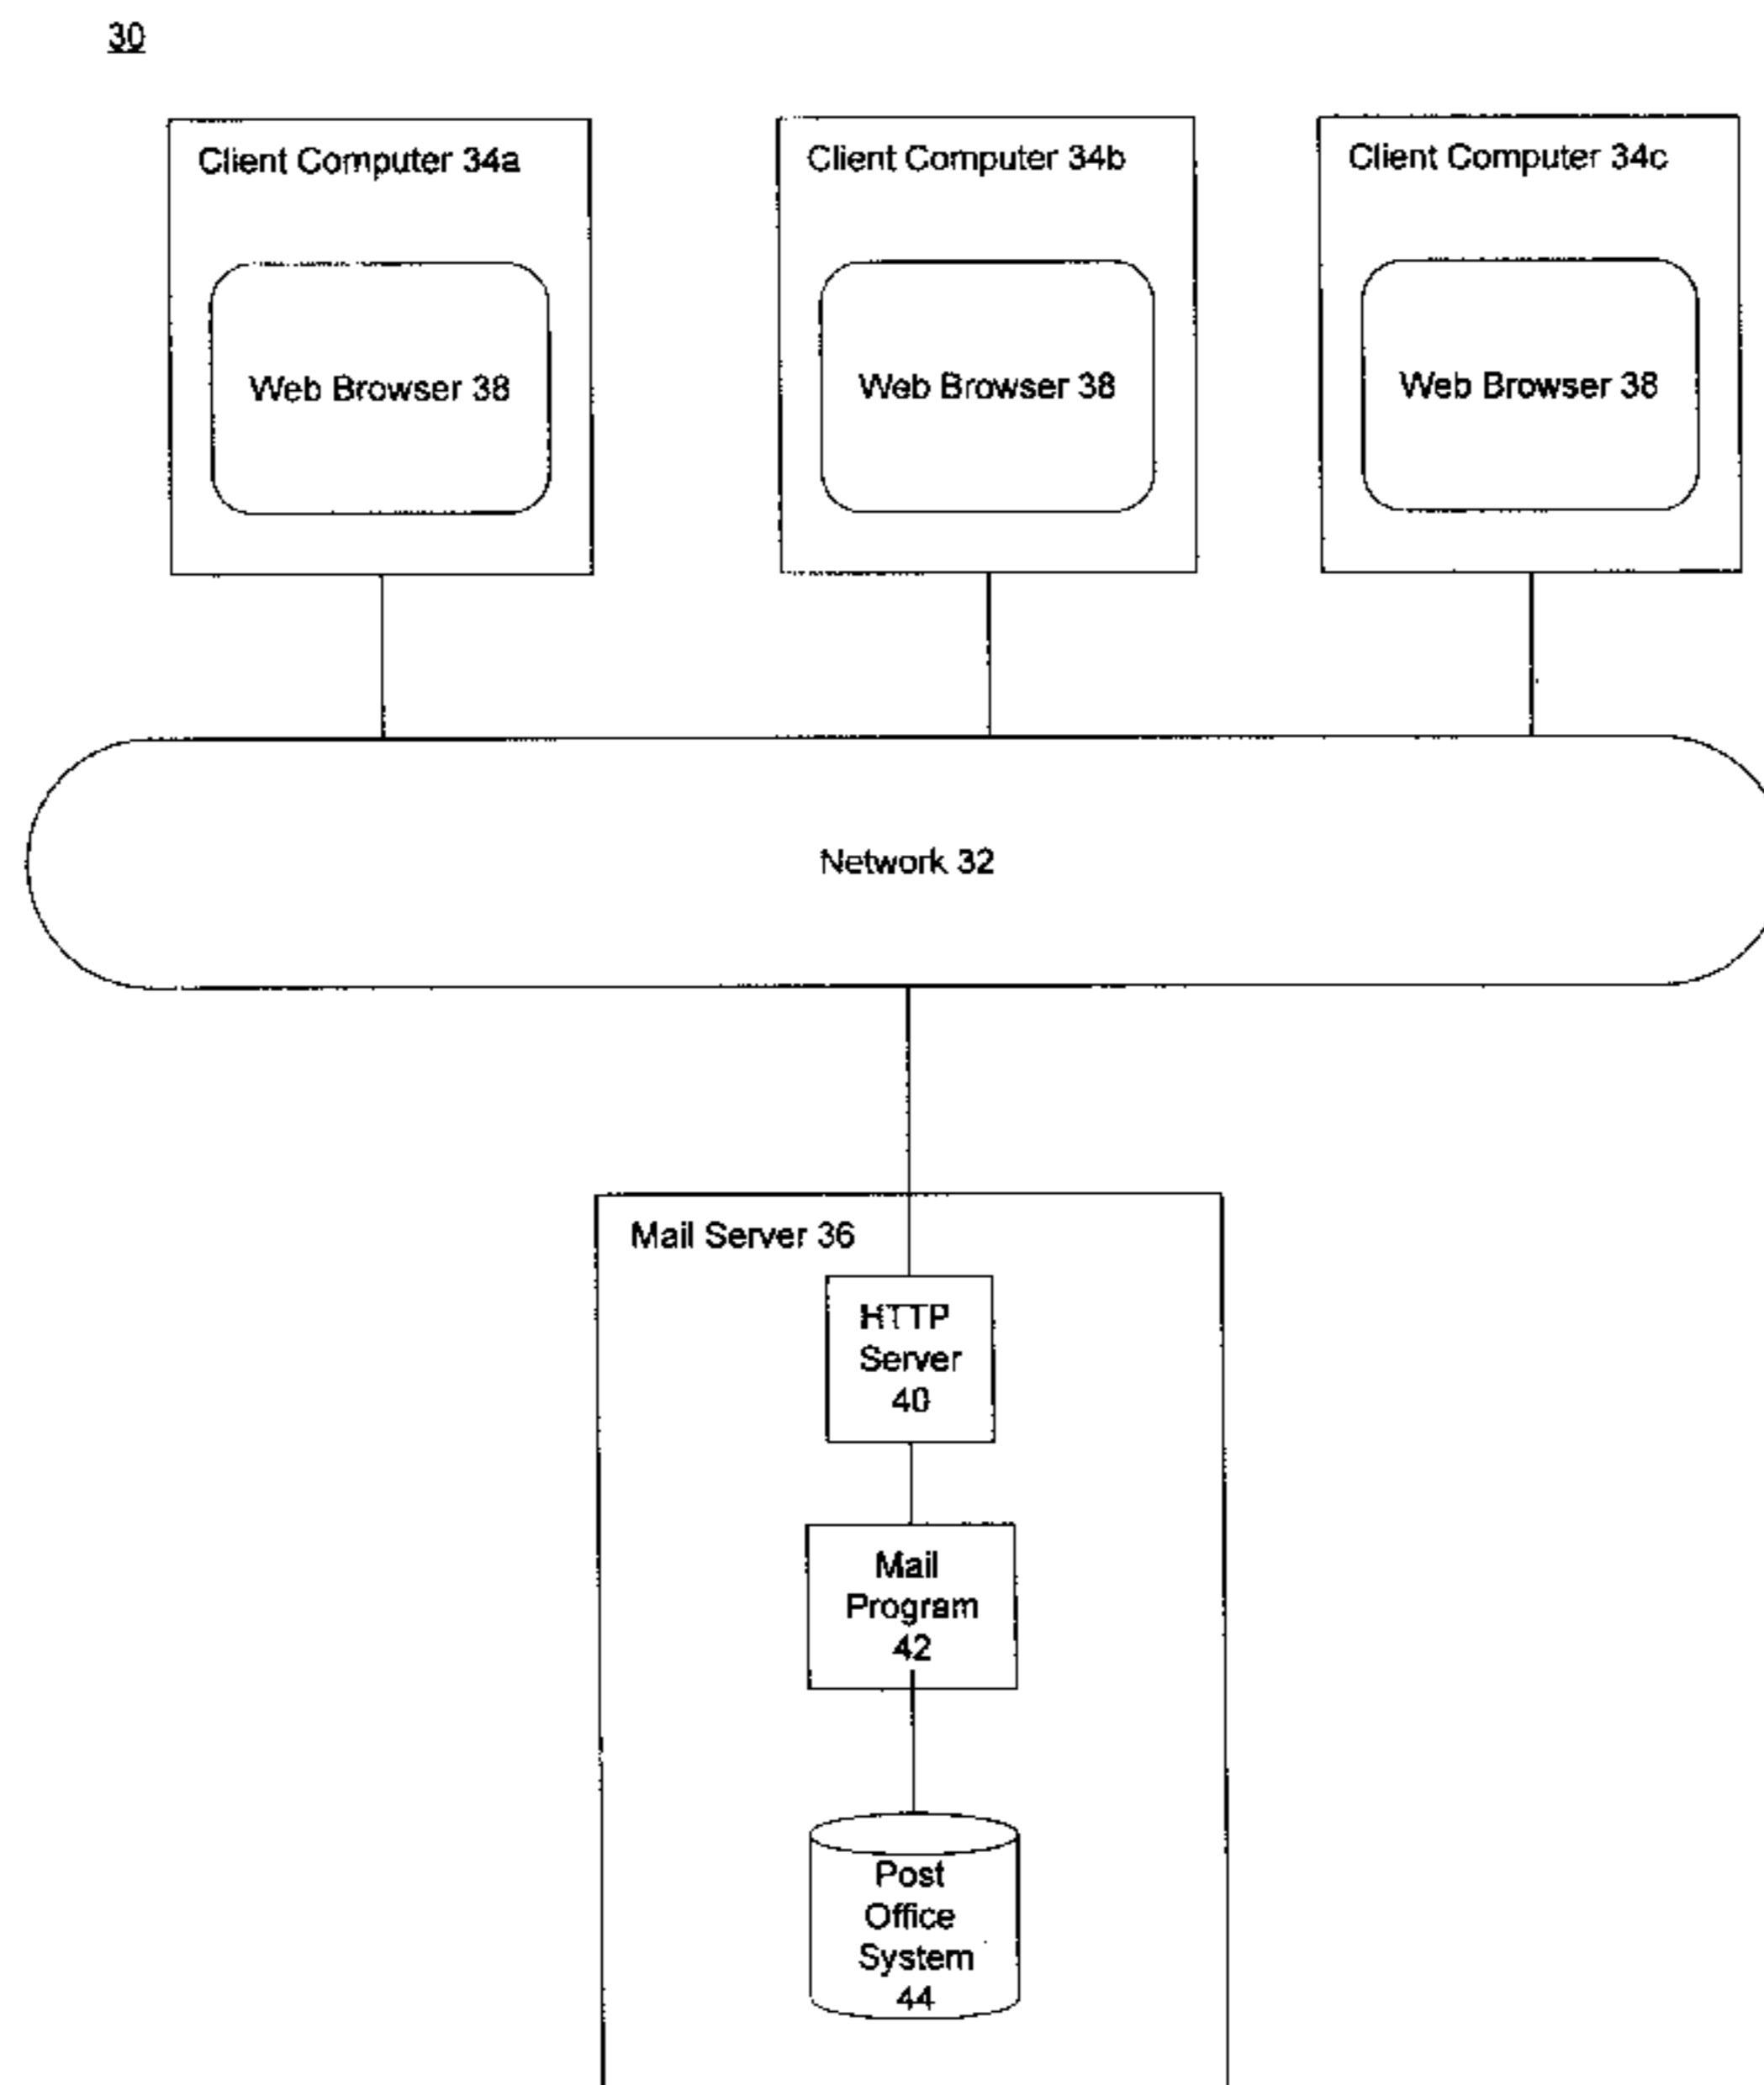 30
Client Computer 34a
Client Computer 34b
Client Computer 34c
Web Browser 38
Web Browser 38
Web Browser 38
Network 32
Mail Server 36
HTTP
Server
40
Mail
Program
42
Post
Office
System
44